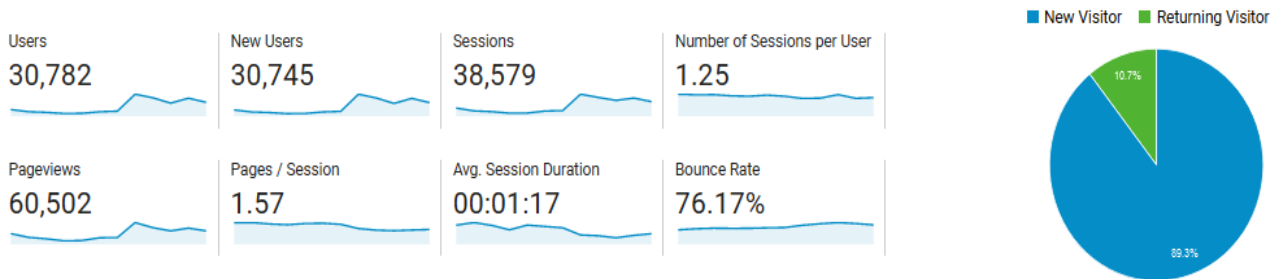 New Visitor Returning Visitor
Users New Users Sessions Number of Sessions per User
30,782 30,745 38,579 1.25
10.7%
Pageviews Pages / Session Avg. Session Duration Bounce Rate
60,502 1.57 00:01:17 76.17%
89.3%